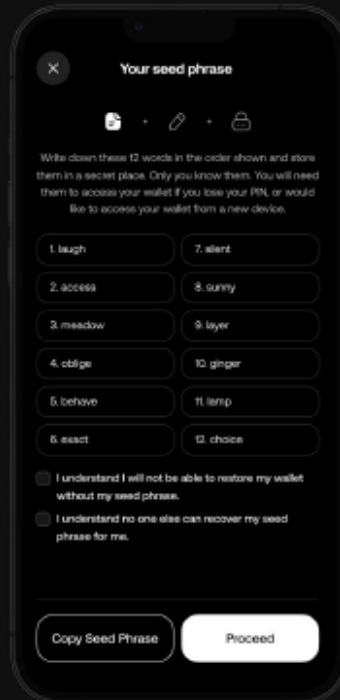 Your seed phrase
Write down these 12 words in the order shown and store
them in a secret place. Only you know them. You will need
them to access your wallet if you lose your PIN, or would
like to access your wallet from a new device.
1. laugh
2. access
3. meadow
4. oblige
5. behave
6. exact
7. silent
8. sunny
9. layer
10. ginger
11. lamp
12. choice
I understand I will not be able to restore my wallet
without my seed phrase.
I understand no one else can recover my seed
phrase for me.
Copy Seed Phrase
Proceed